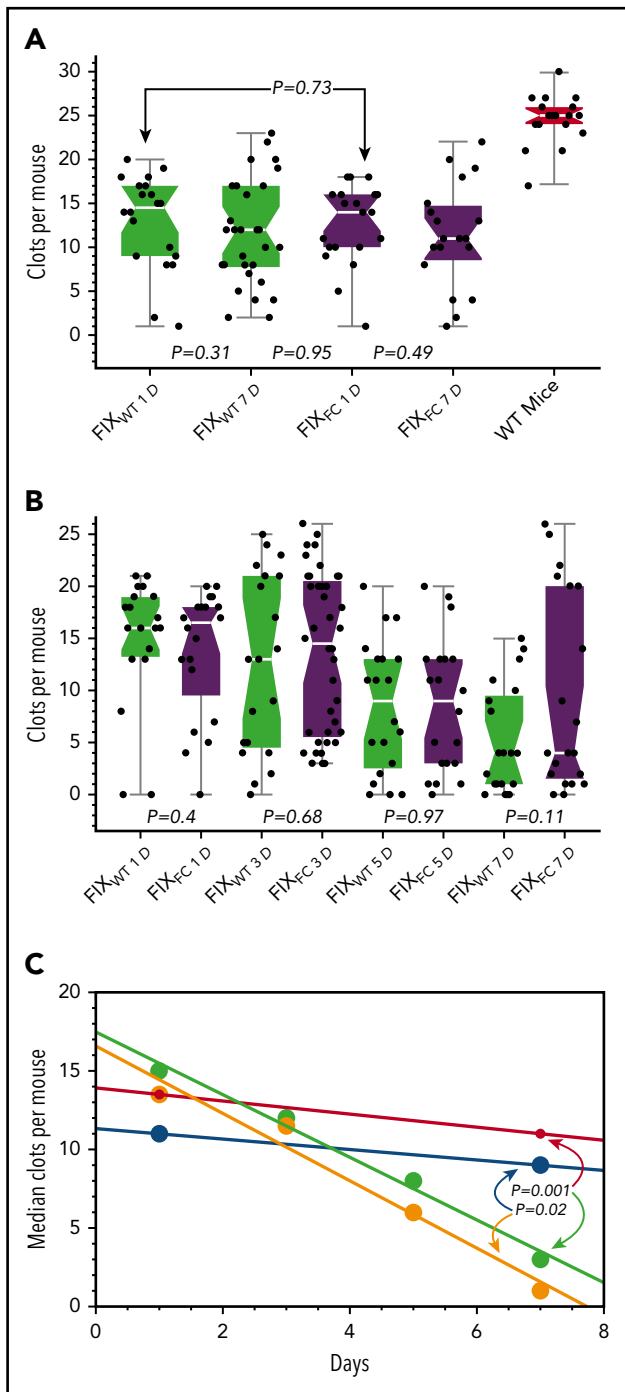 A
30
25
20
15
10
5
0
Clots per mouse
P=0.73
P=0.31
P=0.95
P=0.49
FIXWT 1 D
FIXWT 7 D
FIXFC 1 D
FIXFC 7 D
WT Mice
B
25
20
15
10
5
0
Clots per mouse
P=0.4
P=0.68
P=0.97
P=0.11
FIXWT 1 D
FIXFC 1 D
FIXWT 3 D
FIXFC 3 D
FIXWT 5 D
FIXFC 5 D
FIXWT 7 D
FIXFC 7 D
C
20
15
10
5
0
Median clots per mouse
P=0.001
P=0.02
0 2 4 6 8
Days